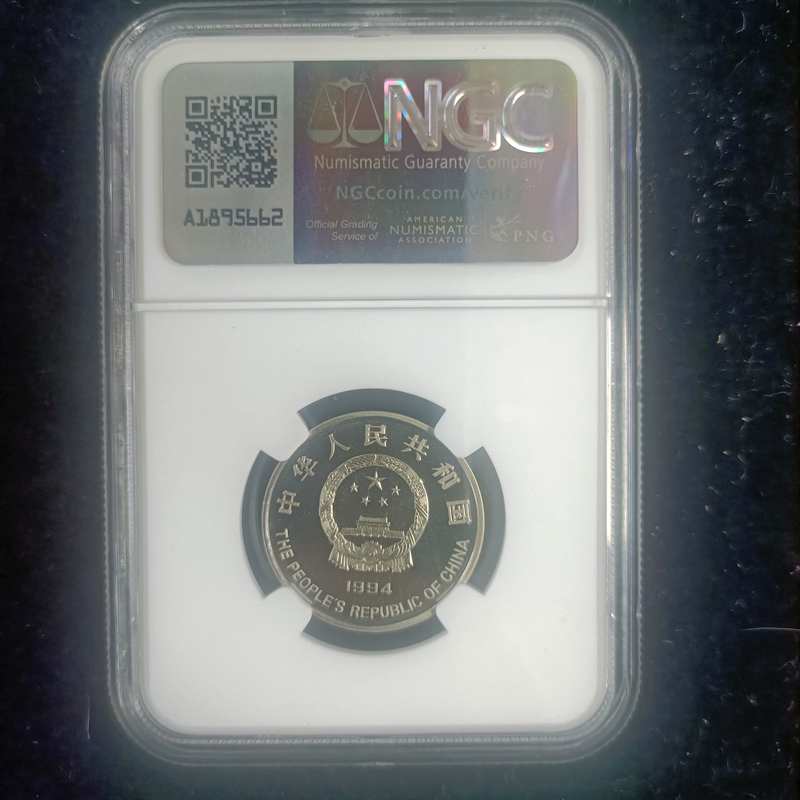 NGC
Numismatic Guaranty Company
NGCcoin.com/verify
A1895662
Official Grading
Service of
AMERICAN
NUMISMATIC
ASSOCIATION
PNG
中华人民共和國
THE PEOPLE'S REPUBLIC OF CHINA
1994